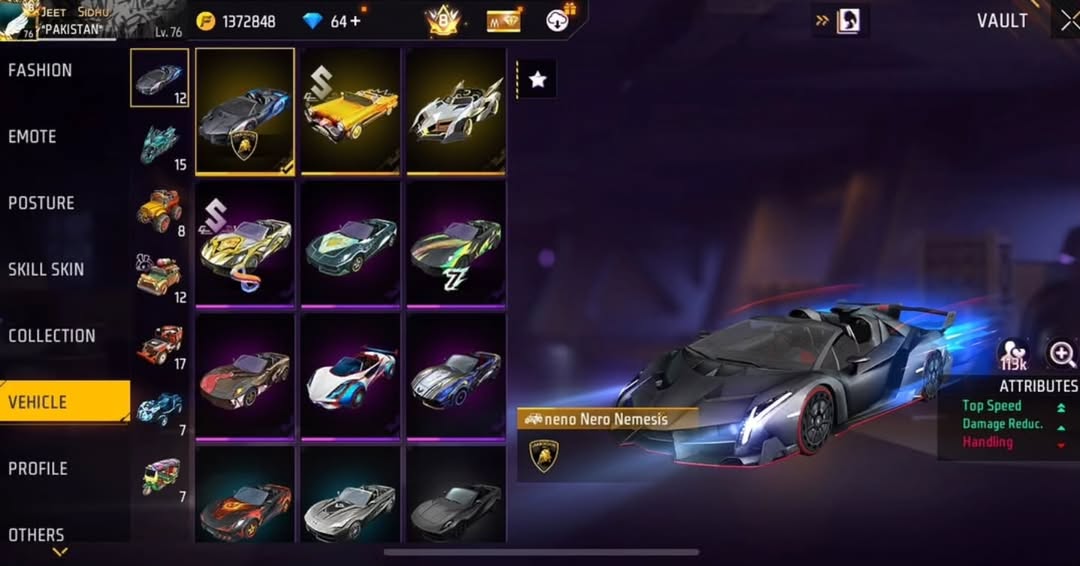 JEET SIDHU
*PAKISTAN*
76
Lv. 76
1372848
64+
VAULT
FASHION
EMOTE
POSTURE
SKILL SKIN
COLLECTION
VEHICLE
PROFILE
OTHERS
12
15
8
12
17
7
7
neno Nero Nemesis
113k
ATTRIBUTES
Top Speed
Damage Reduc.
Handling